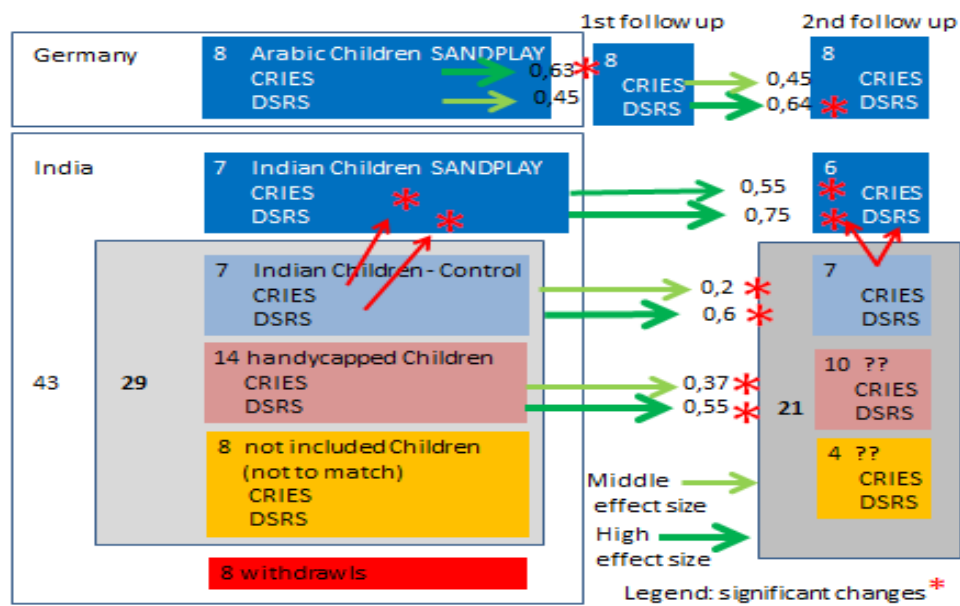 1st follow up
2nd follow up
Germany
8 Arabic Children SANDPLAY
CRIES
DSRS
0,63*
0,45
8
CRIES
DSRS
0,45
0,64
8
CRIES
DSRS
*
India
7 Indian Children SANDPLAY
CRIES
DSRS
*
*
0,55
0,75
6
* CRIES
* DSRS
7 Indian Children - Control
CRIES
DSRS
0,2 *
0,6 *
7
CRIES
DSRS
43
29
14 handycapped Children
CRIES
DSRS
0,37 *
0,55 *
21
10 ??
CRIES
DSRS
8 not included Children
(not to match)
CRIES
DSRS
4 ??
CRIES
DSRS
Middle
effect size
High
effect size
8 withdrawls
Legend: significant changes *